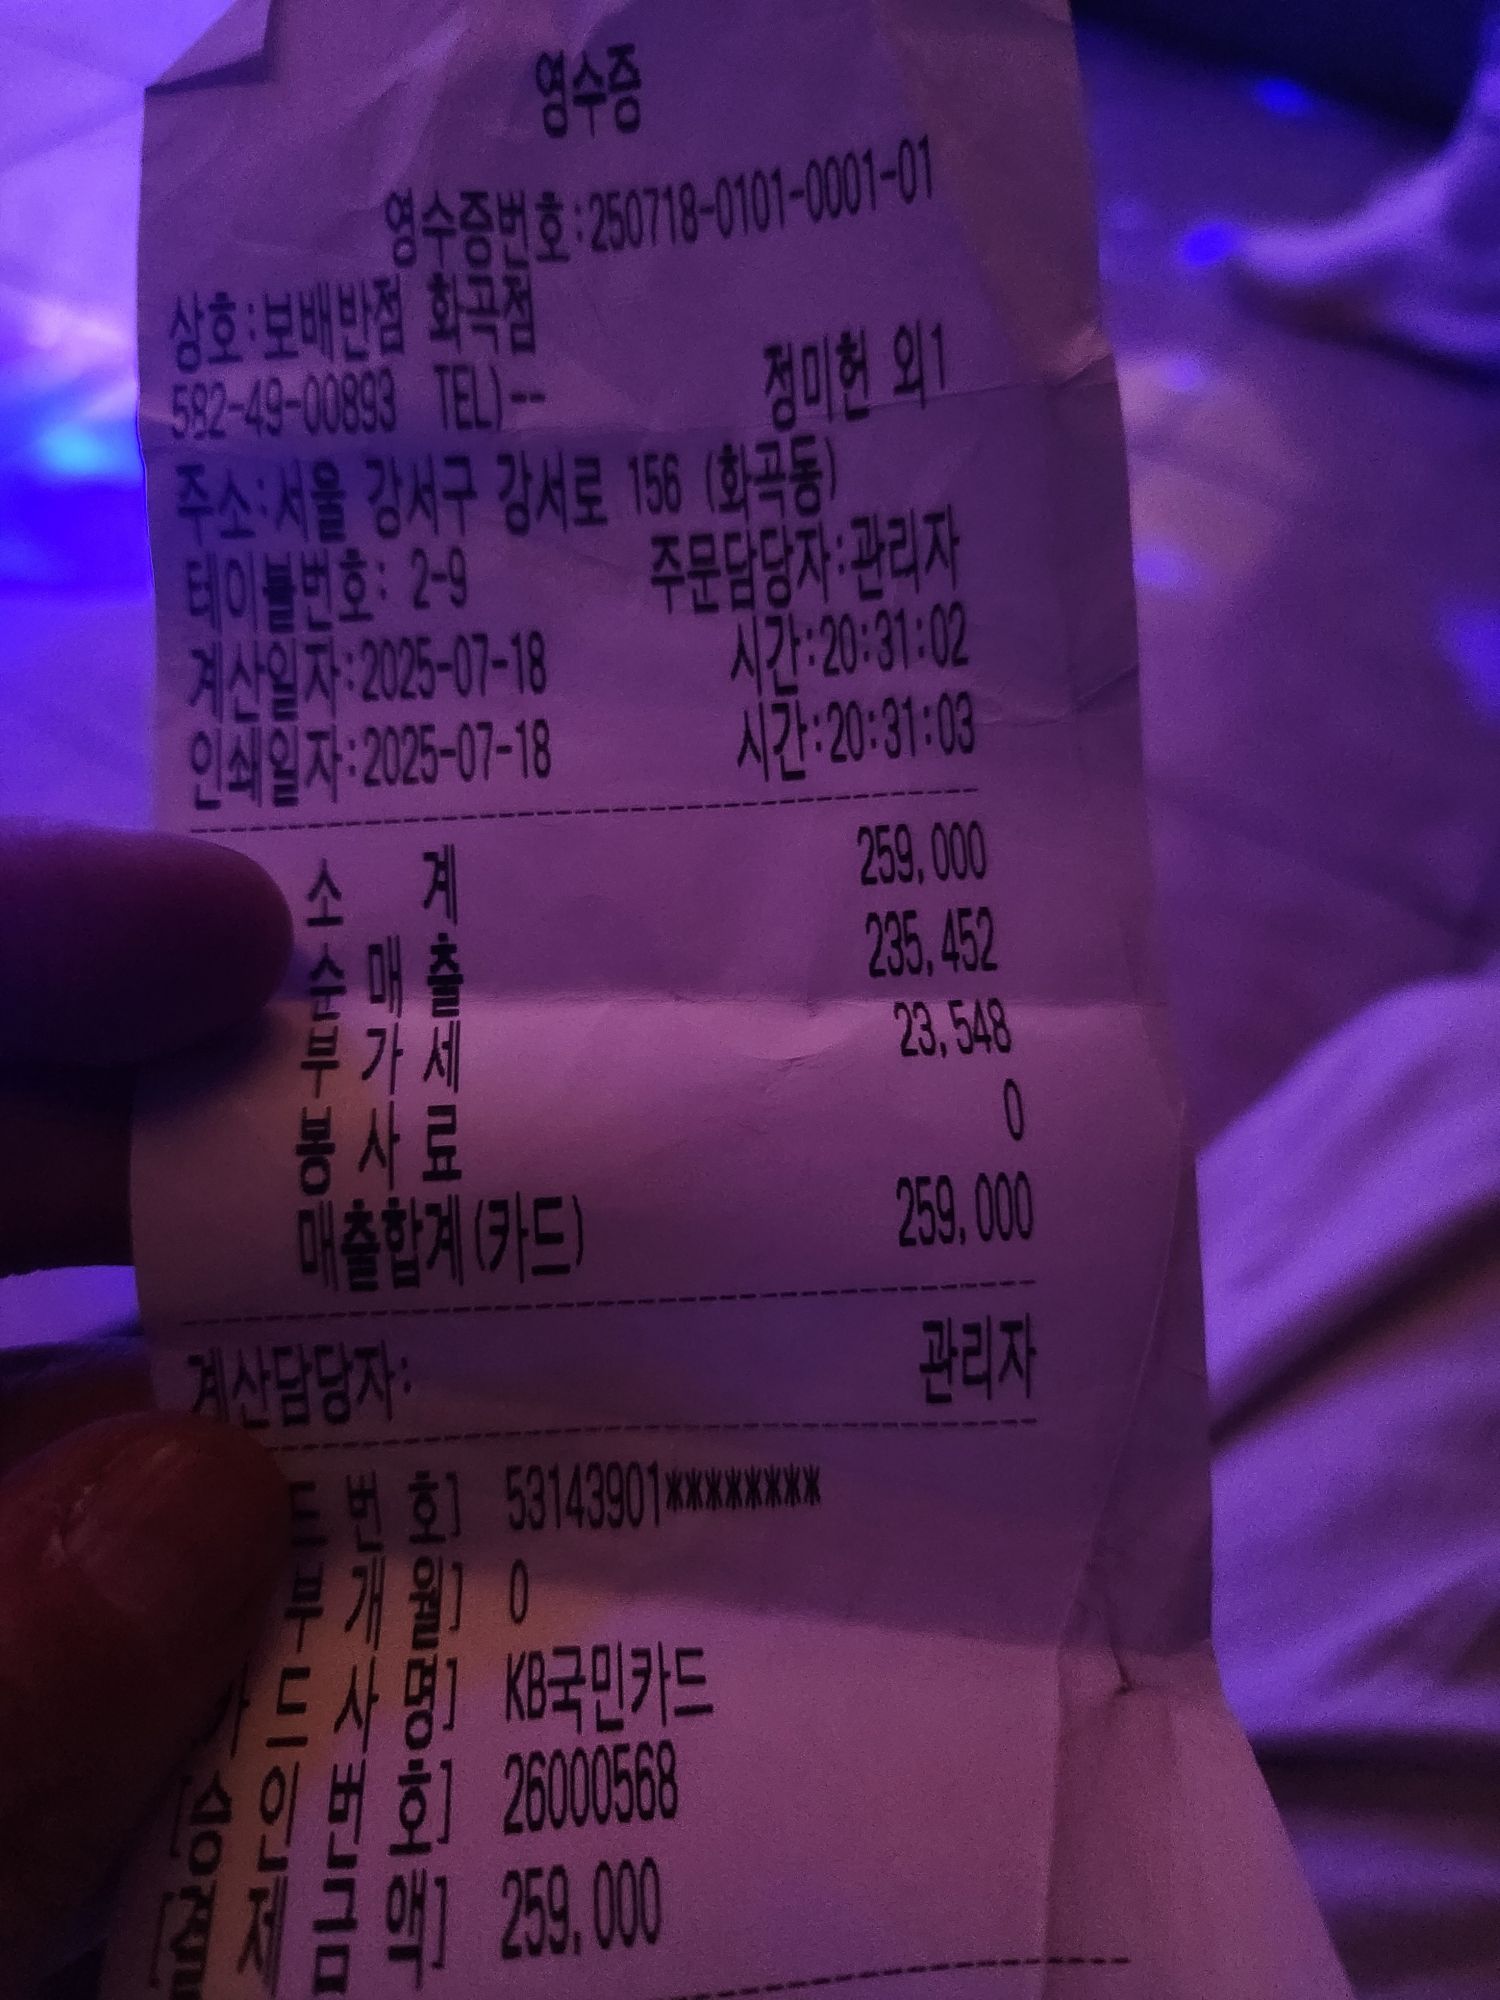 영수증
영수증번호:250718-0101-0001-01
상호:보배반점 화곡점
582-49-00893 TEL)-- 정미헌 외1
주소:서울 강서구 강서로 156 (화곡동)
테이블번호: 2-9 주문담당자:관리자
계산일자:2025-07-18 시간:20:31:02
인쇄일자:2025-07-18 시간:20:31:03
소 계 259,000
순 매 출 235,452
부 가 세 23,548
봉 사 료 0
매출합계(카드) 259,000
계산담당자: 관리자
드 번 호] 53143901********
부 개 월] 0
카 드 사 명] KB국민카드
[승 인 번 호] 26000568
[결 제 금 액] 259,000